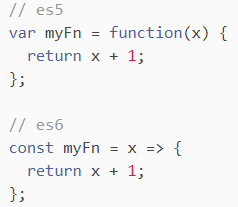 // es5
var myFn = function(x) {
  return x + 1;
};

// es6
const myFn = x => {
  return x + 1;
};